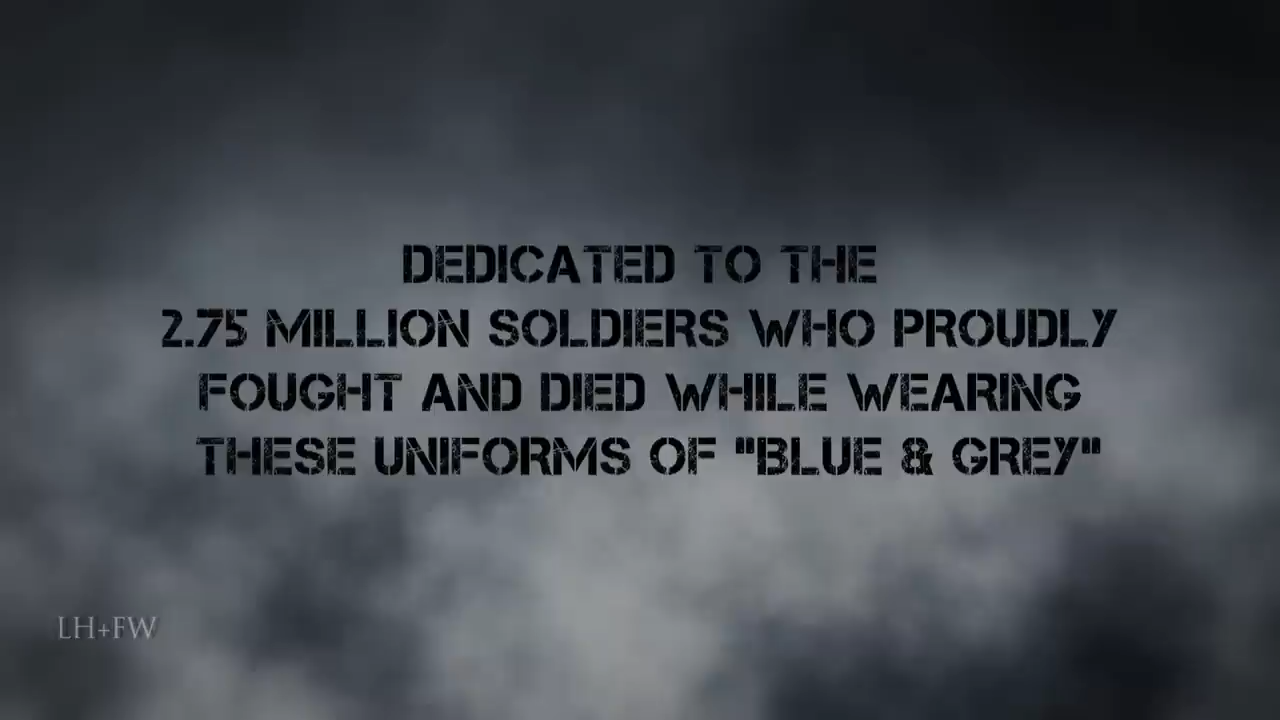 DEDICATED TO THE
2.75 MILLION SOLDIERS WHO PROUDLY
FOUGHT AND DIED WHILE WEARING
THESE UNIFORMS OF "BLUE & GREY"
LH+FW